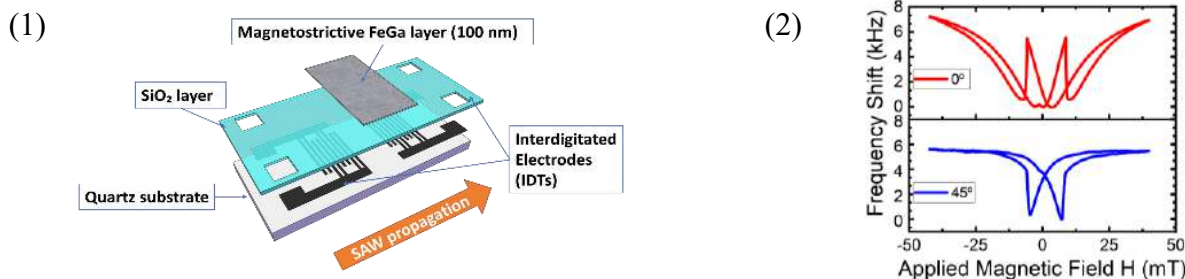 (1)
Magnetostrictive FeGa layer (100 nm)
SiO₂ layer
Interdigitated
Electrodes
(IDTs)
Quartz substrate
SAW propagation
(2)
Frequency Shift (kHz)
8
6
4
2
0
0º
8
6
4
2
0
45º
-50 -25 0 25 50
Applied Magnetic Field H (mT)